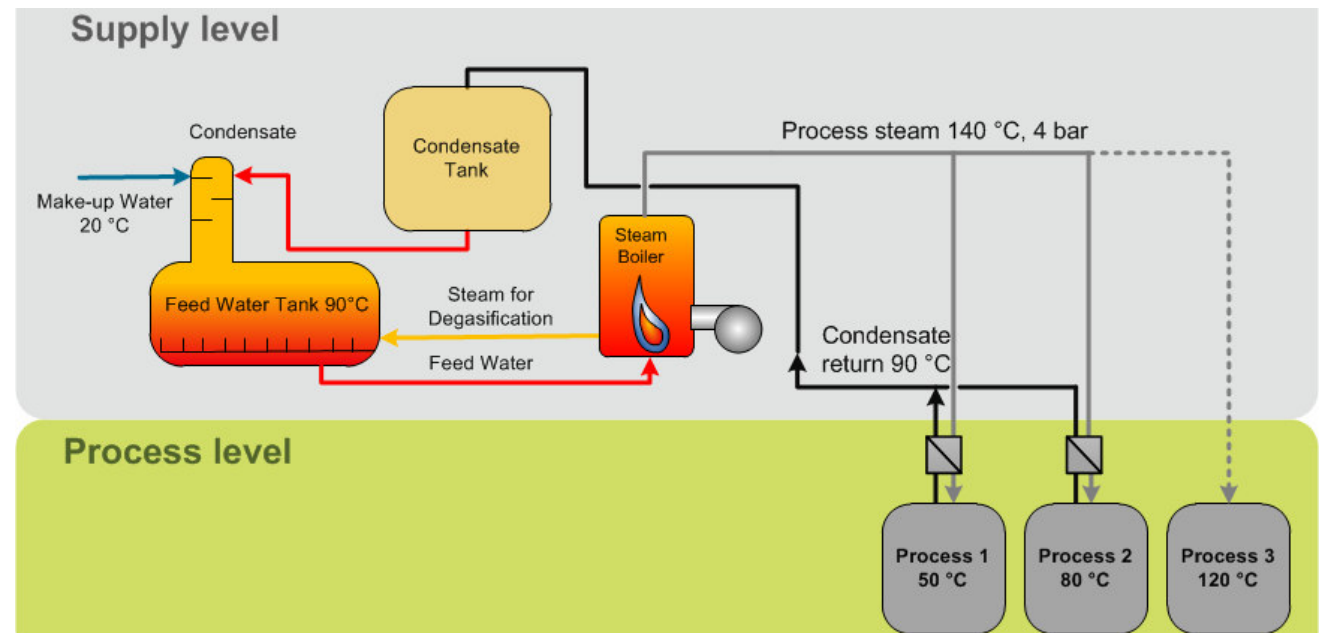 Supply level
Condensate
Make-up Water
20 °C
Condensate
Tank
Process steam 140 °C, 4 bar
Steam
Boiler
Feed Water Tank 90°C
Steam for
Degasification
Feed Water
Condensate
return 90 °C
Process level
Process 1
50 °C
Process 2
80 °C
Process 3
120 °C